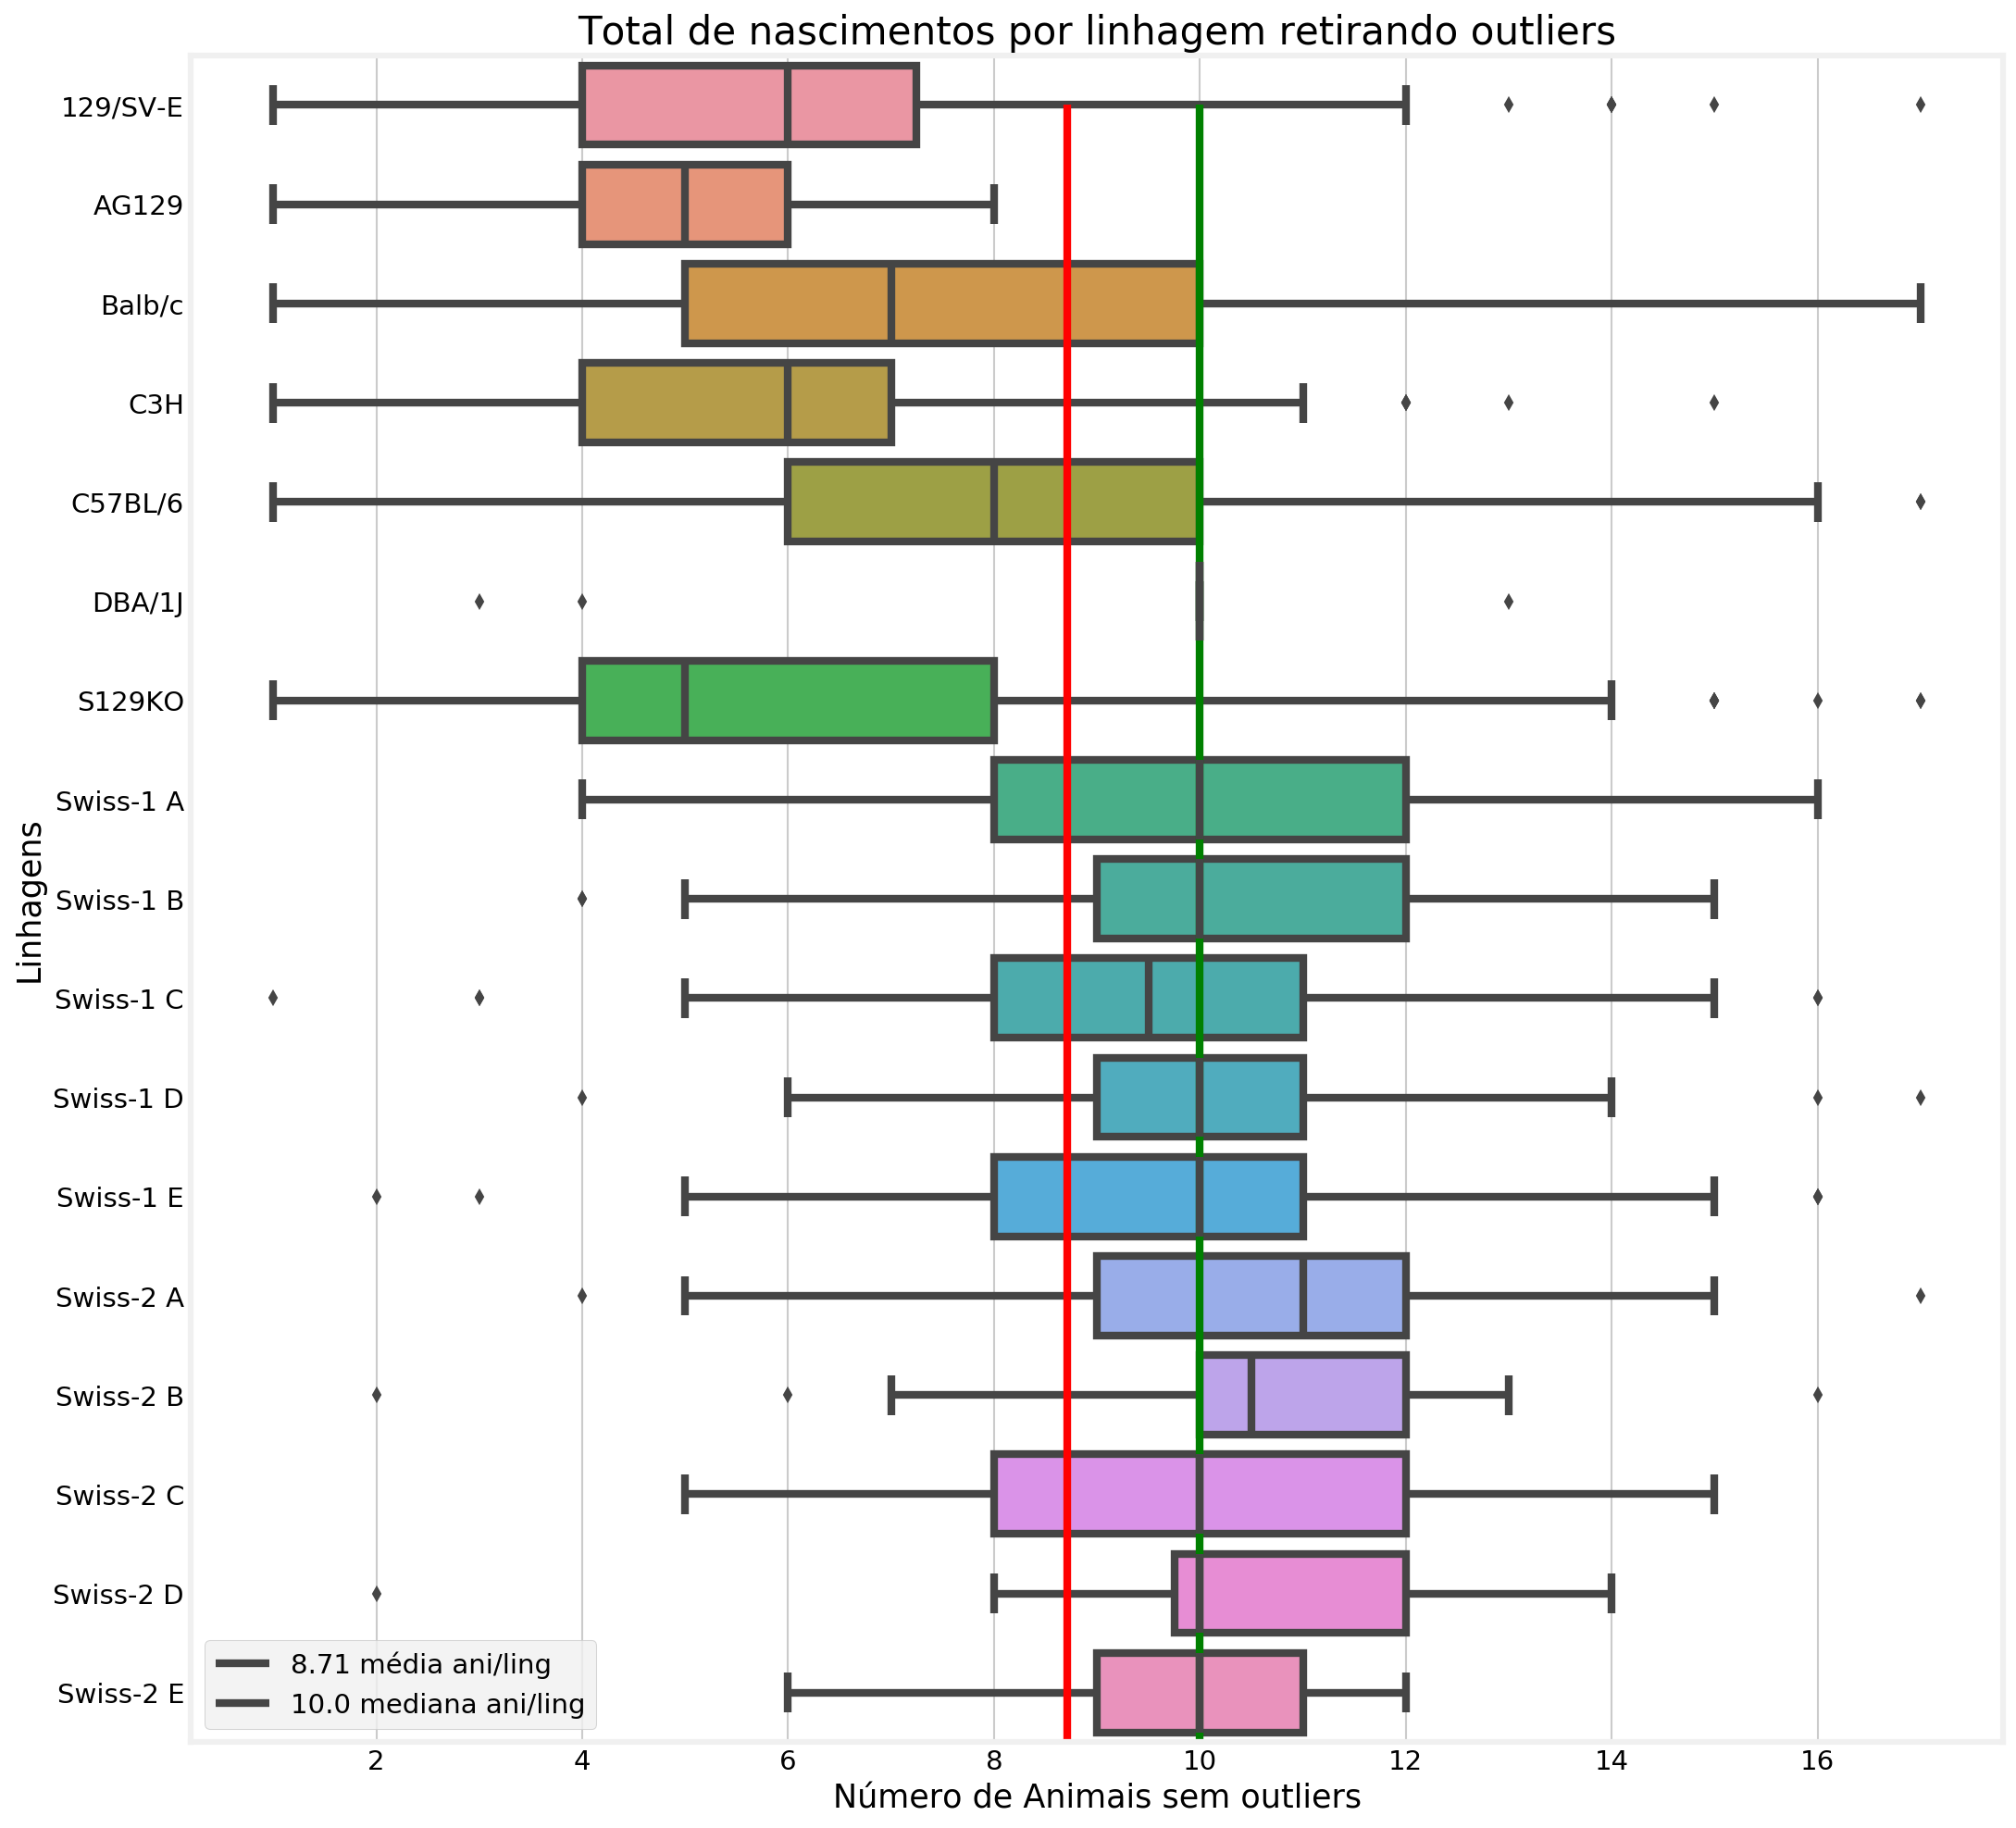 Total de nascimentos por linhagem retirando outliers
129/SV-E
AG129
Balb/c
C3H
C57BL/6
DBA/1J
S129KO
Swiss-1 A
Swiss-1 B
Swiss-1 C
Swiss-1 D
Swiss-1 E
Swiss-2 A
Swiss-2 B
Swiss-2 C
Swiss-2 D
Swiss-2 E
Linhagens
8.71 média ani/ling
10.0 mediana ani/ling
2 4 6 8 10 12 14 16
Número de Animais sem outliers